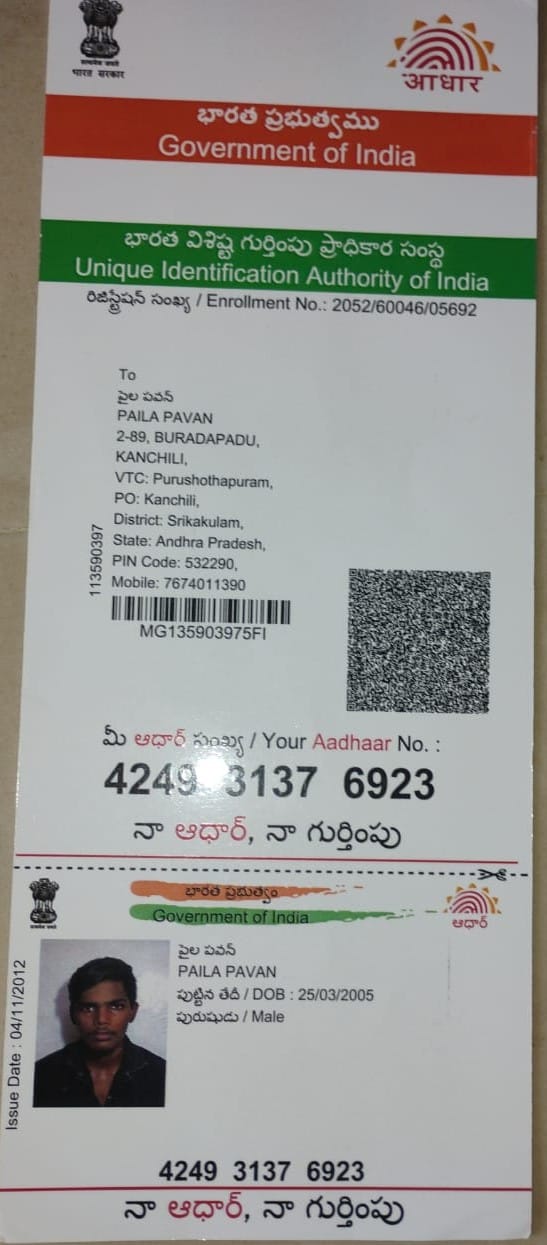 सत्यमेव जयते
भारत सरकार
आधार
భారత ప్రభుత్వము
Government of India
భారత విశిష్ట గుర్తింపు ప్రాధికార సంస్థ
Unique Identification Authority of India
రిజిస్ట్రేషన్ సంఖ్య / Enrollment No.: 2052/60046/05692
To
పైల పవన్
PAILA PAVAN
2-89, BURADAPADU,
KANCHILI,
VTC: Purushothapuram,
PO: Kanchili,
District: Srikakulam,
State: Andhra Pradesh,
PIN Code: 532290,
Mobile: 7674011390
113590397
MG135903975FI
మీ ఆధార్ సంఖ్య / Your Aadhaar No. :
4249 3137 6923
నా ఆధార్, నా గుర్తింపు
భారత ప్రభుత్వం
Government of India
ఆధార్
పైల పవన్
PAILA PAVAN
పుట్టిన తేదీ / DOB : 25/03/2005
పురుషుడు / Male
Issue Date : 04/11/2012
4249 3137 6923
నా ఆధార్, నా గుర్తింపు